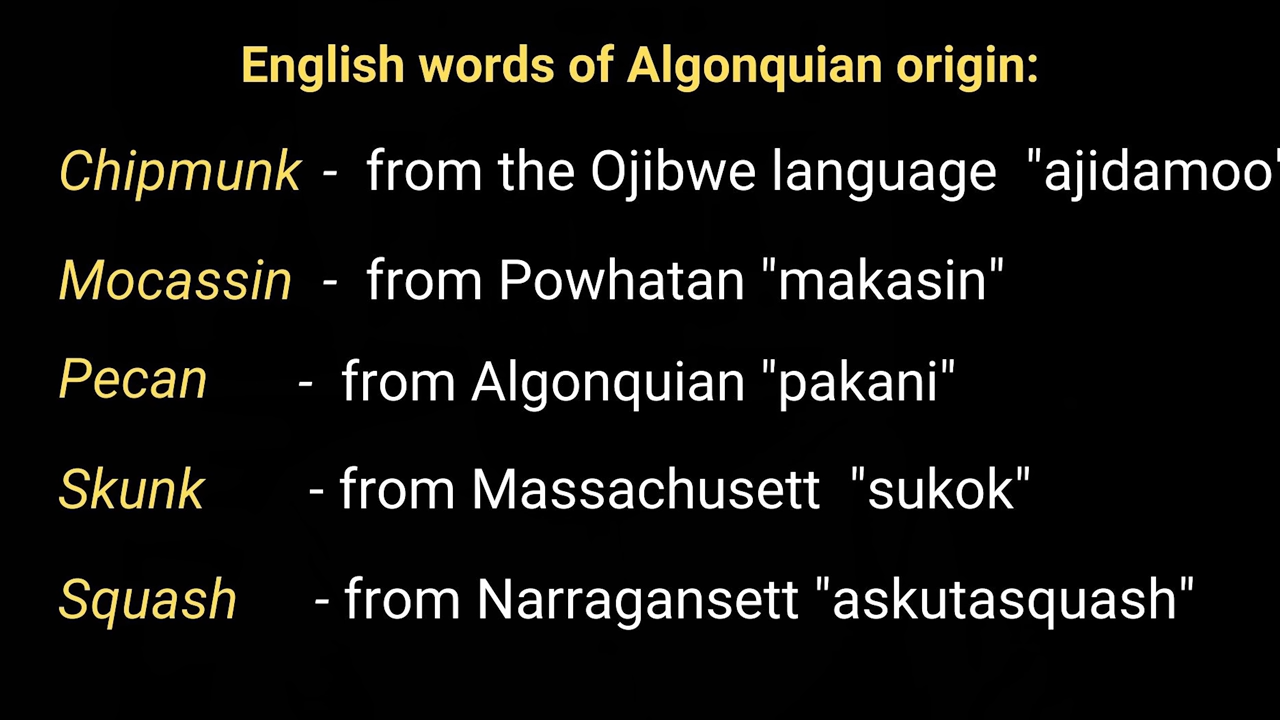 English words of Algonquian origin:
Chipmunk - from the Ojibwe language "ajidamoo"
Mocassin - from Powhatan "makasin"
Pecan - from Algonquian "pakani"
Skunk - from Massachusett "sukok"
Squash - from Narragansett "askutasquash"